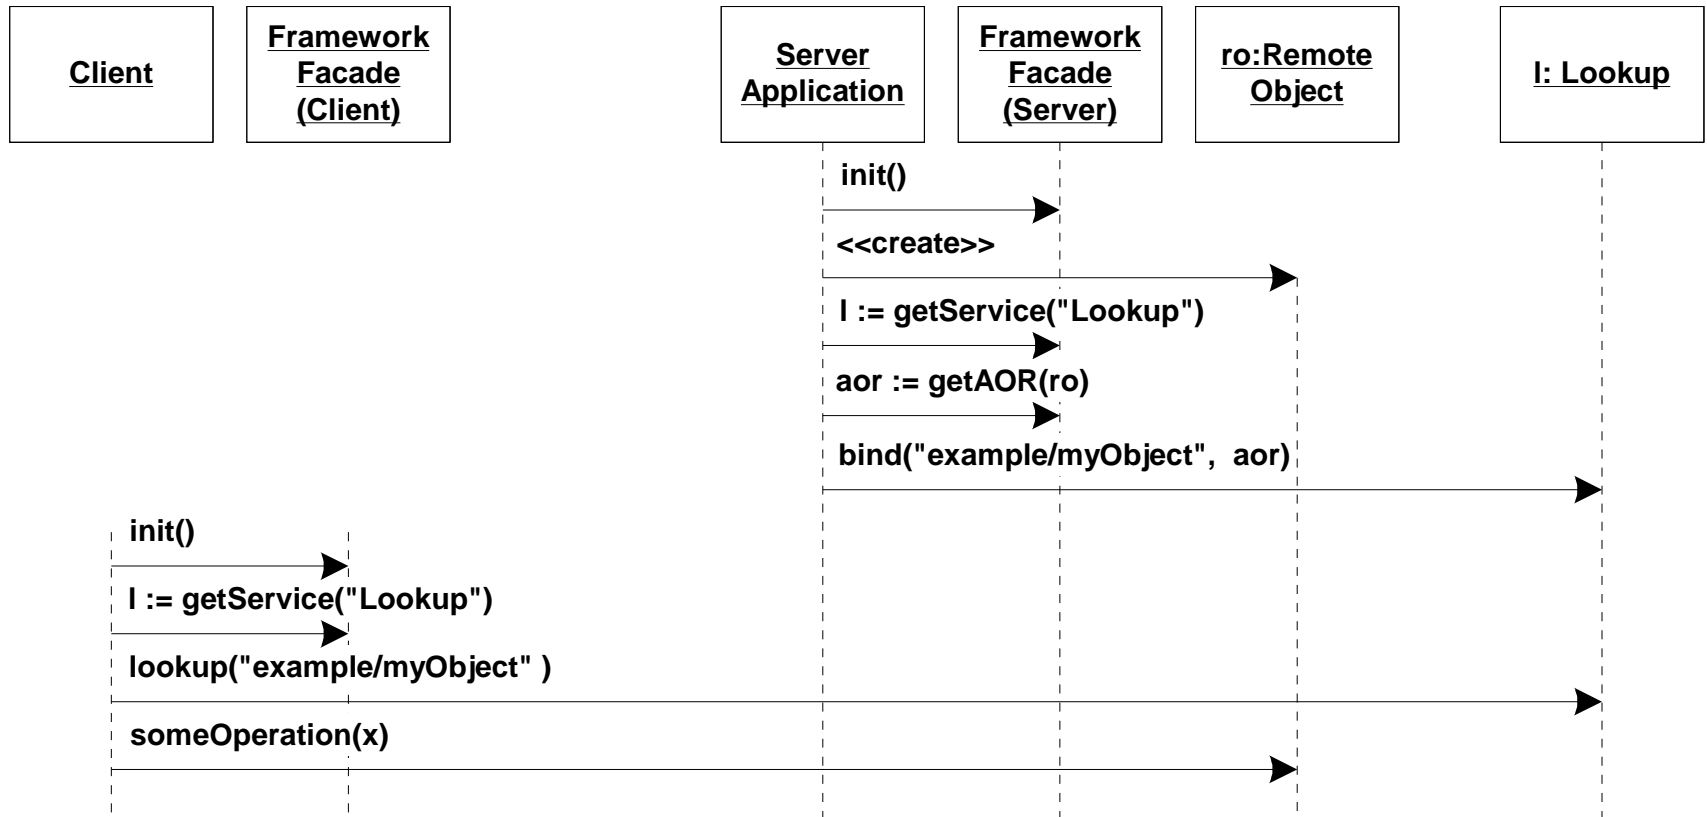 Client
Framework
Facade
(Client)
Server
Application
Framework
Facade
(Server)
ro:Remote
Object
l: Lookup
init()
<<create>>
l := getService("Lookup")
aor := getAOR(ro)
bind("example/myObject",  aor)
init()
l := getService("Lookup")
lookup("example/myObject" )
someOperation(x)